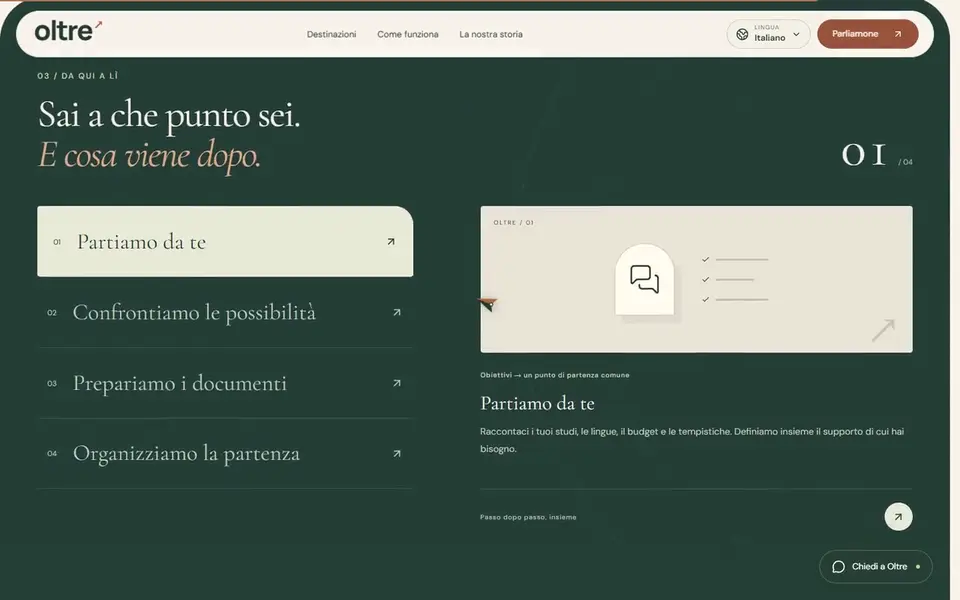 oltre
Destinazioni
Come funziona
La nostra storia
LINGUA
Italiano
Parliamone
03 / DA QUI A LÌ
Sai a che punto sei.
E cosa viene dopo.
01 / 04
01 Partiamo da te
02 Confrontiamo le possibilità
03 Prepariamo i documenti
04 Organizziamo la partenza
OLTRE / 01
Obiettivi → un punto di partenza comune
Partiamo da te
Raccontaci i tuoi studi, le lingue, il budget e le tempistiche. Definiamo insieme il supporto di cui hai
bisogno.
Passo dopo passo, insieme
Chiedi a Oltre